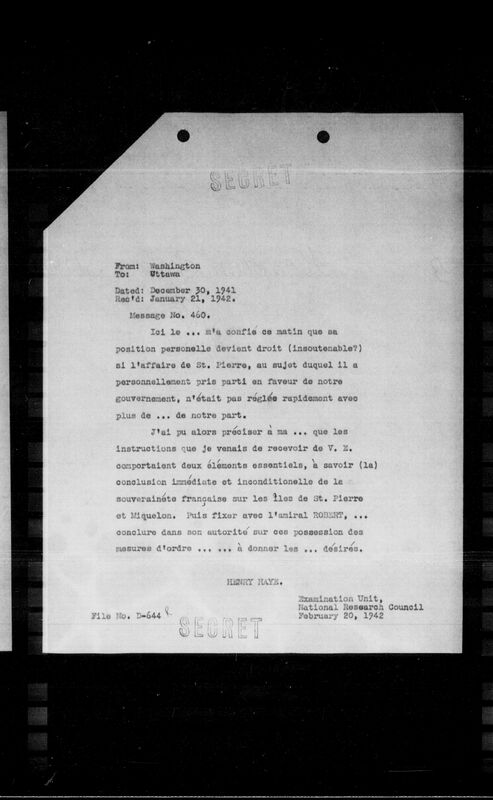 SECRET
From: Washington
To: Ottawa
Dated: December 30, 1941
Rec'd: January 21, 1942.
Message No. 460.
Ici le ... m'a confié ce matin que sa
position personelle devient droit (insoutenable?)
si l'affaire de St. Pierre, au sujet duquel il a
personnellement pris parti en faveur de notre
gouvernement, n'était pas réglée rapidement avec
plus de ... de notre part.
J'ai pu alors préciser à ma ... que les
instructions que je venais de recevoir de V. E.
comportaient deux éléments essentiels, à savoir (la)
conclusion immédiate et inconditionelle de la
souverainéte française sur les îles de St. Pierre
et Miquelon. Puis fixer avec l'amiral ROBERT, ...
conclure dans son autorité sur ces possession des
mesures d'ordre ... ... à donner les ... désirés.
HENRY HAYE.
Examination Unit,
National Research Council
February 20, 1942
File No. D-644
SECRET